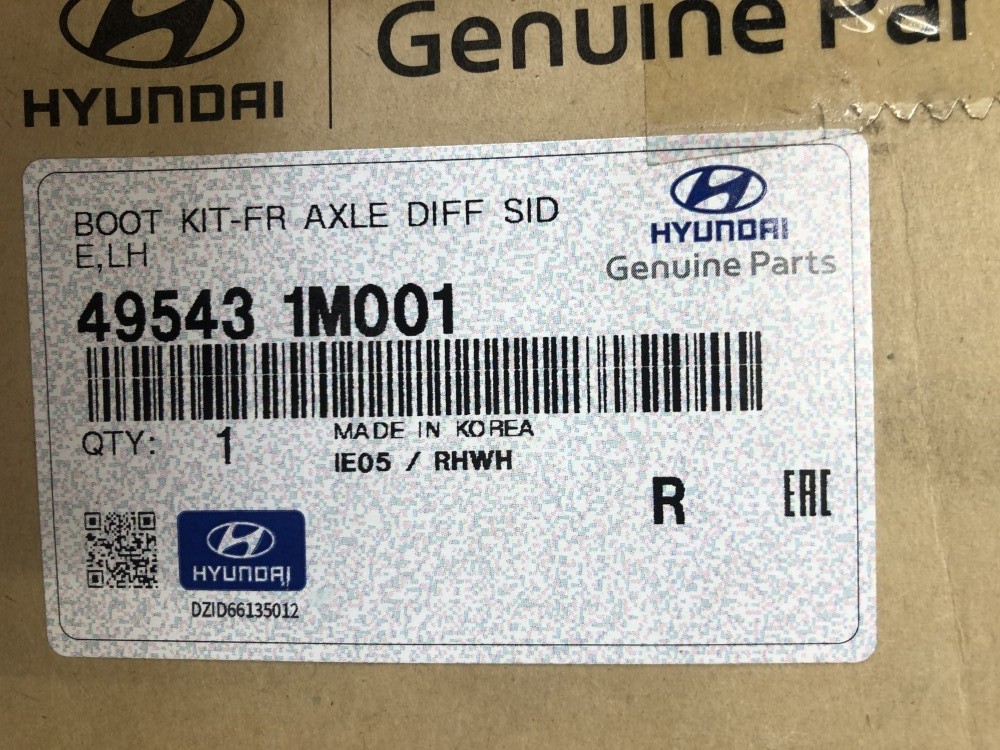 HYUNDAI
Genuine Par
BOOT KIT-FR AXLE DIFF SID
E,LH
HYUNDAI
Genuine Parts
49543 1M001
QTY: 1
MADE IN KOREA
IE05 / RHWH
R
EAC
HYUNDAI
DZID66135012